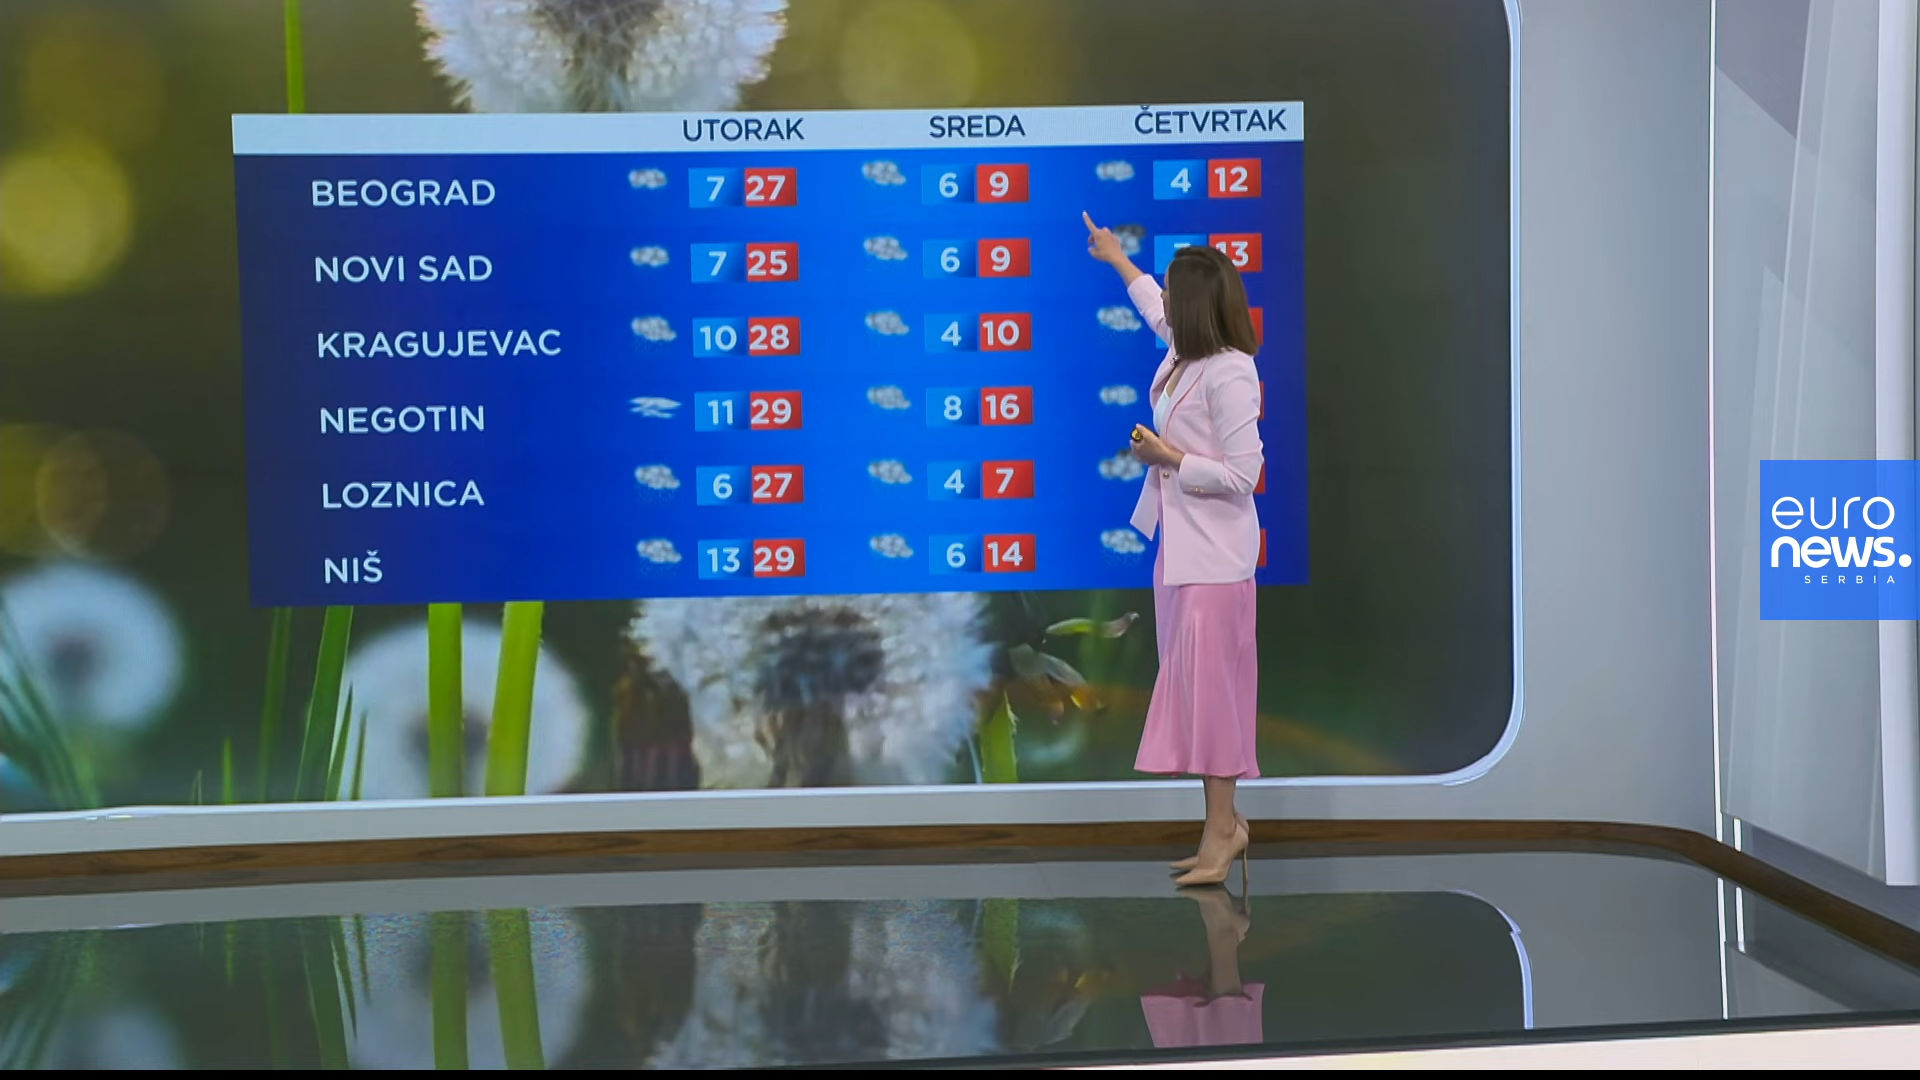 UTORAK SREDA ČETVRTAK
BEOGRAD 7 27 6 9 4 12
NOVI SAD 7 25 6 9 13
KRAGUJEVAC 10 28 4 10
NEGOTIN 11 29 8 16
LOZNICA 6 27 4 7
NIŠ 13 29 6 14
euro
news.
SERBIA